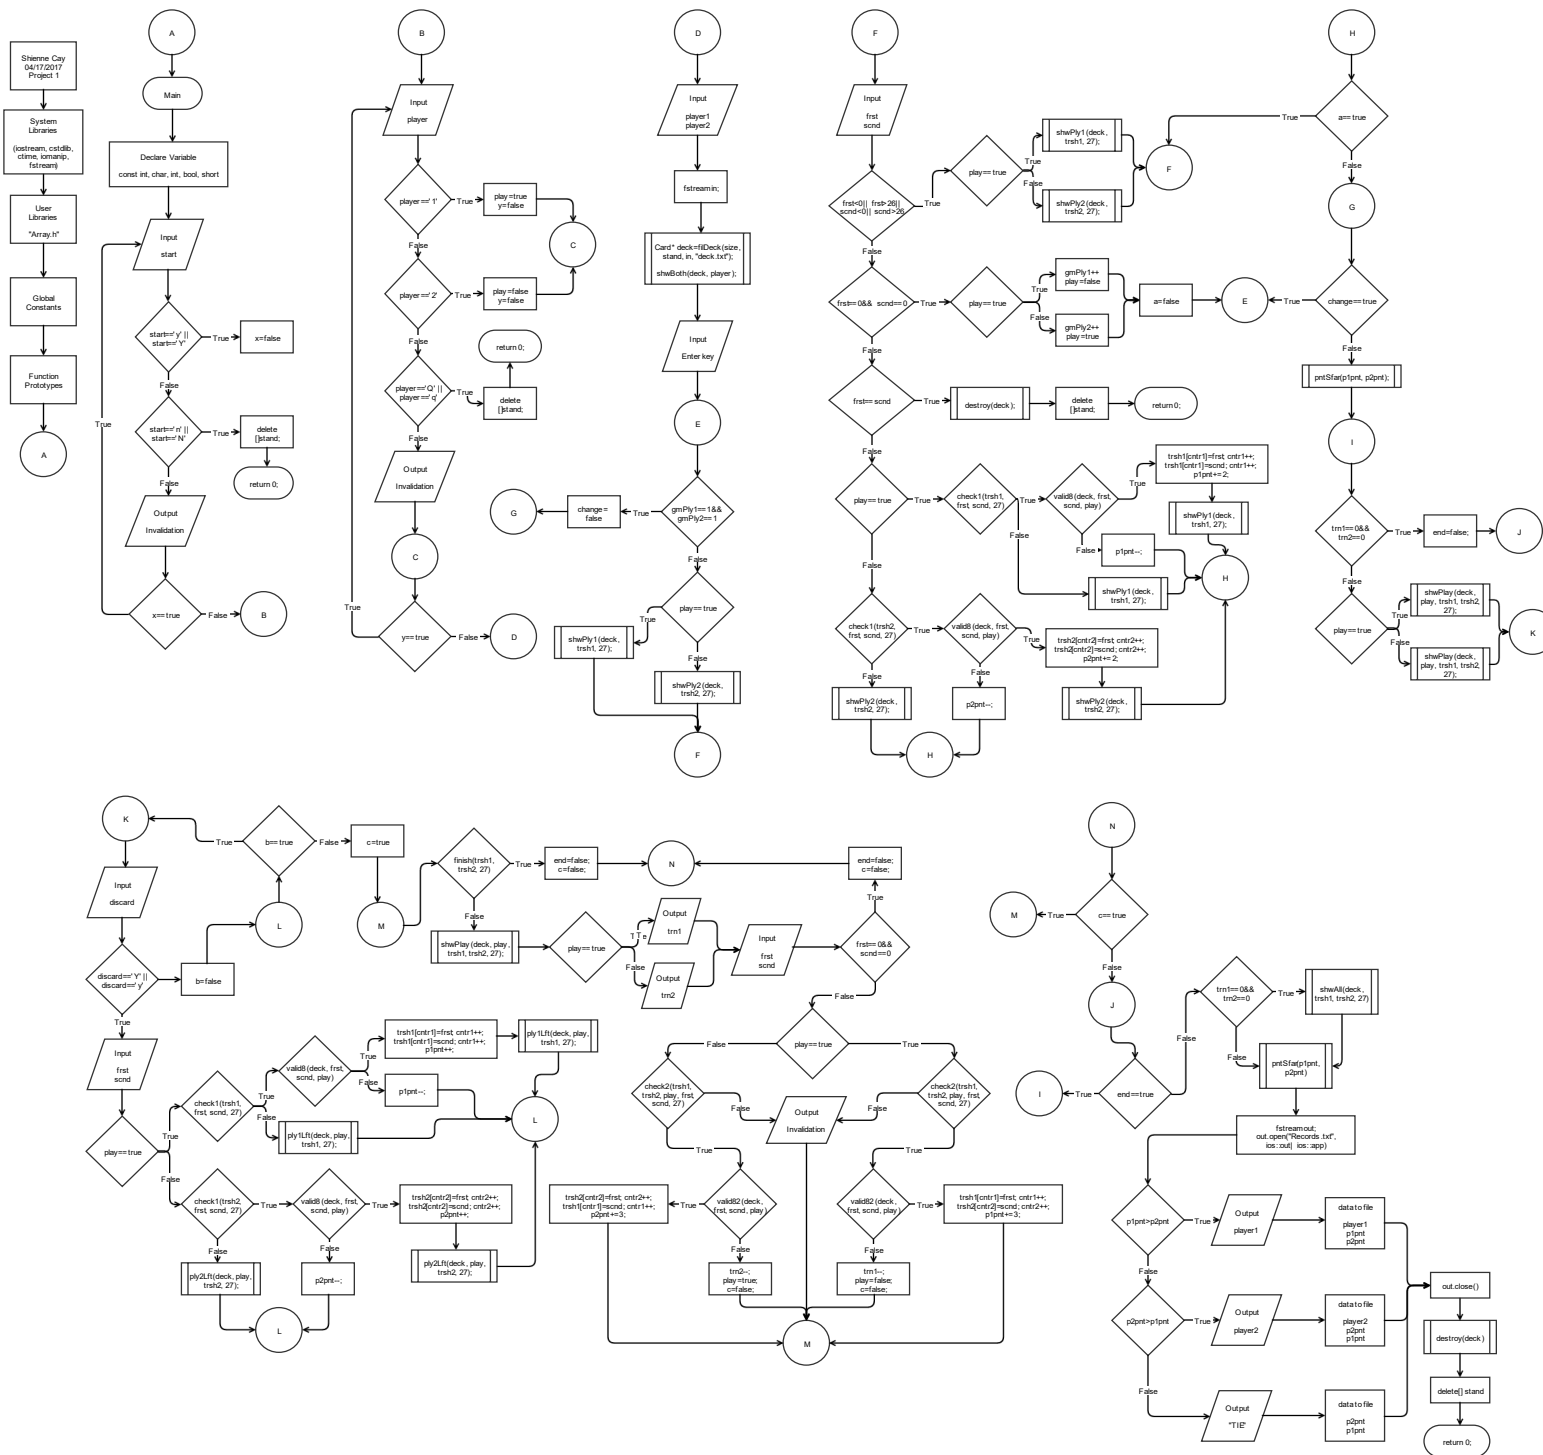 Shienne Cay
04/17/2017
Project 1
System
Libraries
(iostream, cstdlib,
ctime, iomanip,
fstream)
User
Libraries
"Array.h"
Global
Constants
Function
Prototypes
A
A
Main
Declare Variable
const int, char, int, bool, short
Input
start
start=='y' ||
start=='Y'
True
x=false
False
start=='n' ||
start=='N'
True
delete
[]stand;
return 0;
False
Output
Invalidation
x==true
True
False
B
B
Input
player
player=='1'
True
play=true
y=false
False
C
player=='2'
True
play=false
y=false
False
player=='Q' ||
player=='q'
True
delete
[]stand;
return 0;
False
Output
Invalidation
C
y==true
True
False
D
D
Input
player1
player2
fstream in;
Card* deck=filDeck(size,
stand, in, "deck.txt");
shwBoth(deck, player);
Input
Enter key
E
gmPly1==1&&
gmPly2==1
True
change=
false
G
False
play==true
True
shwPly1(deck,
trsh1, 27);
False
shwPly2(deck,
trsh2, 27);
F
F
Input
frst
scnd
frst<0|| frst>26||
scnd<0|| scnd>26
True
play==true
True
shwPly1(deck,
trsh1, 27);
False
shwPly2(deck,
trsh2, 27);
F
False
frst==0&& scnd==0
True
play==true
True
gmPly1++
play=false
False
gmPly2++
play=true
a=false
E
False
frst==scnd
True
destroy(deck);
delete
[]stand;
return 0;
False
play==true
True
check1(trsh1,
frst, scnd, 27)
True
valid8(deck, frst,
scnd, play)
True
trsh1[cntr1]=frst; cntr1++;
trsh1[cntr1]=scnd; cntr1++;
p1pnt+=2;
shwPly1(deck,
trsh1, 27);
False
p1pnt--;
False
shwPly1(deck,
trsh1, 27);
H
False
check1(trsh2,
frst, scnd, 27)
True
valid8(deck, frst,
scnd, play)
True
trsh2[cntr2]=frst; cntr2++;
trsh2[cntr2]=scnd; cntr2++;
p2pnt+=2;
shwPly2(deck,
trsh2, 27);
False
shwPly2(deck,
trsh2, 27);
False
p2pnt--;
H
H
a==true
True
False
G
change==true
True
False
pntSfar(p1pnt, p2pnt);
I
trn1==0&&
trn2==0
True
end=false;
J
False
play==true
True
shwPlay(deck,
play, trsh1, trsh2,
27);
False
shwPlay(deck,
play, trsh1, trsh2,
27);
K
K
Input
discard
discard=='Y' ||
discard=='y'
b=false
L
b==true
True
False
c=true
M
True
Input
frst
scnd
play==true
True
check1(trsh1,
frst, scnd, 27)
True
valid8(deck, frst,
scnd, play)
True
trsh1[cntr1]=frst; cntr1++;
trsh1[cntr1]=scnd; cntr1++;
p1pnt++;
ply1Lft(deck, play,
trsh1, 27);
False
p1pnt--;
False
ply1Lft(deck, play,
trsh1, 27);
L
False
check1(trsh2,
frst, scnd, 27)
True
valid8(deck, frst,
scnd, play)
True
trsh2[cntr2]=frst; cntr2++;
trsh2[cntr2]=scnd; cntr2++;
p2pnt++;
ply2Lft(deck, play,
trsh2, 27);
False
ply2Lft(deck, play,
trsh2, 27);
False
p2pnt--;
L
finish(trsh1,
trsh2, 27)
True
end=false;
c=false;
N
False
shwPlay(deck, play,
trsh1, trsh2, 27);
play==true
Output
trn1
False
Output
trn2
Input
frst
scnd
frst==0&&
scnd==0
True
end=false;
c=false;
False
play==true
False
True
check2(trsh1,
trsh2, play, frst,
scnd, 27)
False
Output
Invalidation
False
check2(trsh1,
trsh2, play, frst,
scnd, 27)
True
True
trsh2[cntr2]=frst; cntr2++;
trsh1[cntr1]=scnd; cntr1++;
p2pnt+=3;
True
valid82(deck,
frst, scnd, play)
valid82(deck,
frst, scnd, play)
True
trsh1[cntr1]=frst; cntr1++;
trsh2[cntr2]=scnd; cntr2++;
p1pnt+=3;
False
trn2--;
play=true;
c=false;
False
trn1--;
play=false;
c=false;
M
N
c==true
True
M
False
J
end==true
True
I
False
trn1==0&&
trn2==0
True
shwAll(deck,
trsh1, trsh2, 27)
False
pntSfar(p1pnt,
p2pnt)
fstream out;
out.open("Records.txt",
ios::out| ios::app)
p1pnt>p2pnt
True
Output
player1
data to file
player1
p1pnt
p2pnt
False
p2pnt>p1pnt
True
Output
player2
data to file
player2
p2pnt
p1pnt
False
Output
"TIE"
data to file
p2pnt
p1pnt
out.close()
destroy(deck)
delete[] stand
return 0;